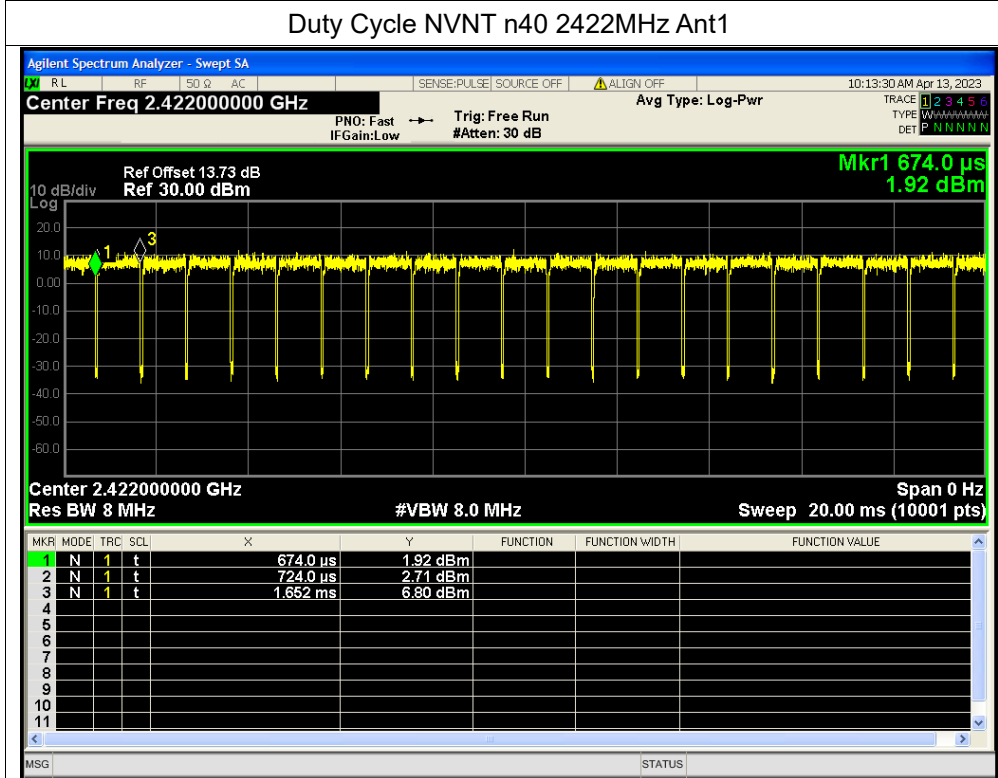 Duty Cycle NVNT n40 2422MHz Ant1
Agilent Spectrum Analyzer - Swept SA
LXI RL RF 50 Ω AC SENSE:PULSE SOURCE OFF ALIGN OFF 10:13:30 AM Apr 13, 2023
Center Freq 2.422000000 GHz Avg Type: Log-Pwr TRACE 1 2 3 4 5 6
PNO: Fast Trig: Free Run TYPE W
IFGain:Low #Atten: 30 dB DET P N N N N N
Mkr1 674.0 µs
Ref Offset 13.73 dB
10 dB/div Ref 30.00 dBm 1.92 dBm
Log
20.0
10.0
0.00
-10.0
-20.0
-30.0
-40.0
-50.0
-60.0
1 3
Center 2.422000000 GHz Span 0 Hz
Res BW 8 MHz #VBW 8.0 MHz Sweep 20.00 ms (10001 pts)
MKR MODE TRC SCL X Y FUNCTION FUNCTION WIDTH FUNCTION VALUE
1 N 1 t 674.0 µs 1.92 dBm
2 N 1 t 724.0 µs 2.71 dBm
3 N 1 t 1.652 ms 6.80 dBm
4
5
6
7
8
9
10
11
MSG STATUS